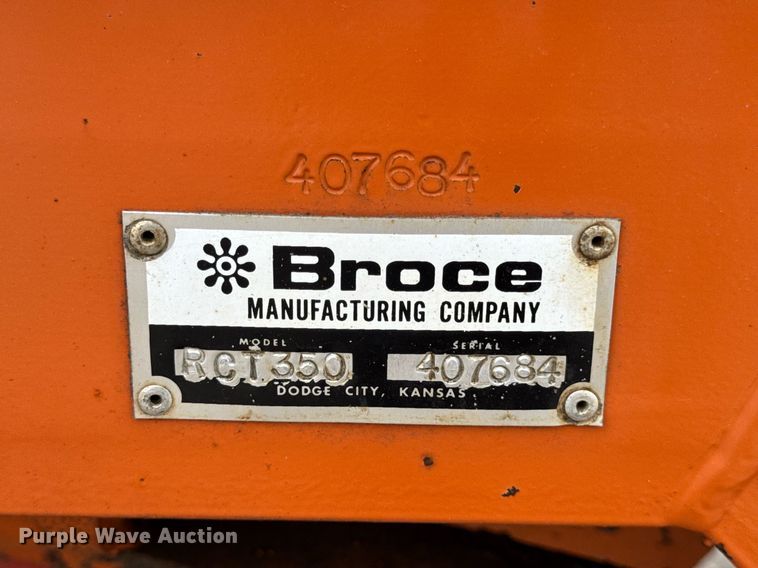 407684
Broce
MANUFACTURING COMPANY
MODEL SERIAL
RCT350 407684
DODGE CITY, KANSAS
Purple Wave Auction